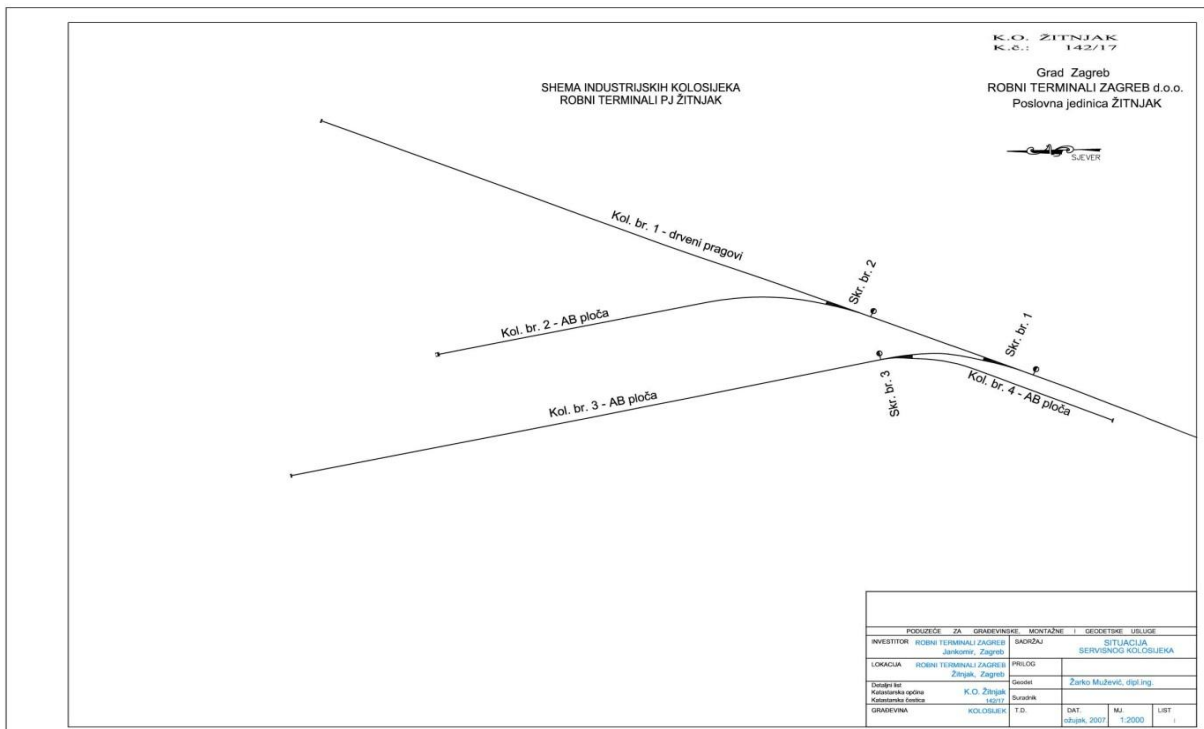 K.O. ŽITNJAK
K.č.: 142/17
Grad Zagreb
ROBNI TERMINALI ZAGREB d.o.o.
Poslovna jedinica ŽITNJAK
SJEVER
SHEMA INDUSTRIJSKIH KOLOSIJEKA
ROBNI TERMINALI PJ ŽITNJAK
Kol. br. 1 - drveni pragovi
Skr. br. 2
Skr. br. 1
Kol. br. 2 - AB ploča
Skr. br. 3
Kol. br. 4 - AB ploča
Kol. br. 3 - AB ploča
PODUZEĆE ZA GRAĐEVINSKE, MONTAŽNE I GEODETSKE USLUGE
INVESTITOR ROBNI TERMINALI ZAGREB
Jankomir, Zagreb
SADRŽAJ SITUACIJA
SERVISNOG KOLOSIJEKA
LOKACIJA ROBNI TERMINALI ZAGREB
Žitnjak, Zagreb
PRILOG
Detaljni list
Katastarska općina K.O. Žitnjak
Katastarska čestica 142/17
Geodet Žarko Mužević, dipl.ing.
Suradnik
GRAĐEVINA KOLOSIJEK
T.D.
DAT. ožujak, 2007.
MJ. 1:2000
LIST